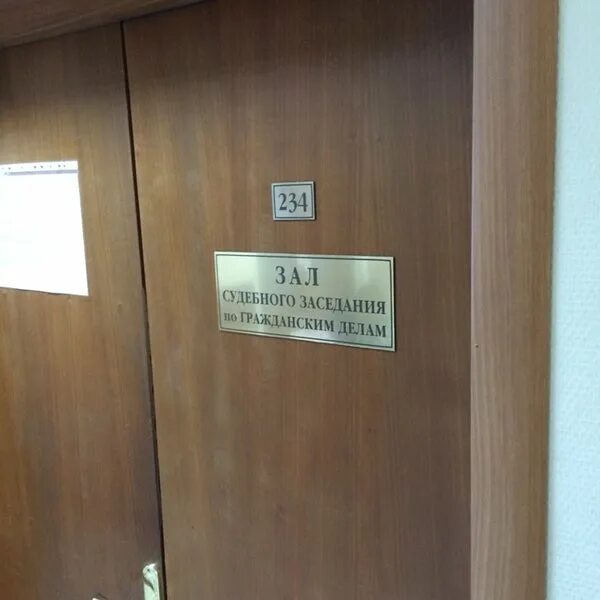 234
ЗАЛ
СУДЕБНОГО ЗАСЕДАНИЯ
по ГРАЖДАНСКИМ ДЕЛАМ